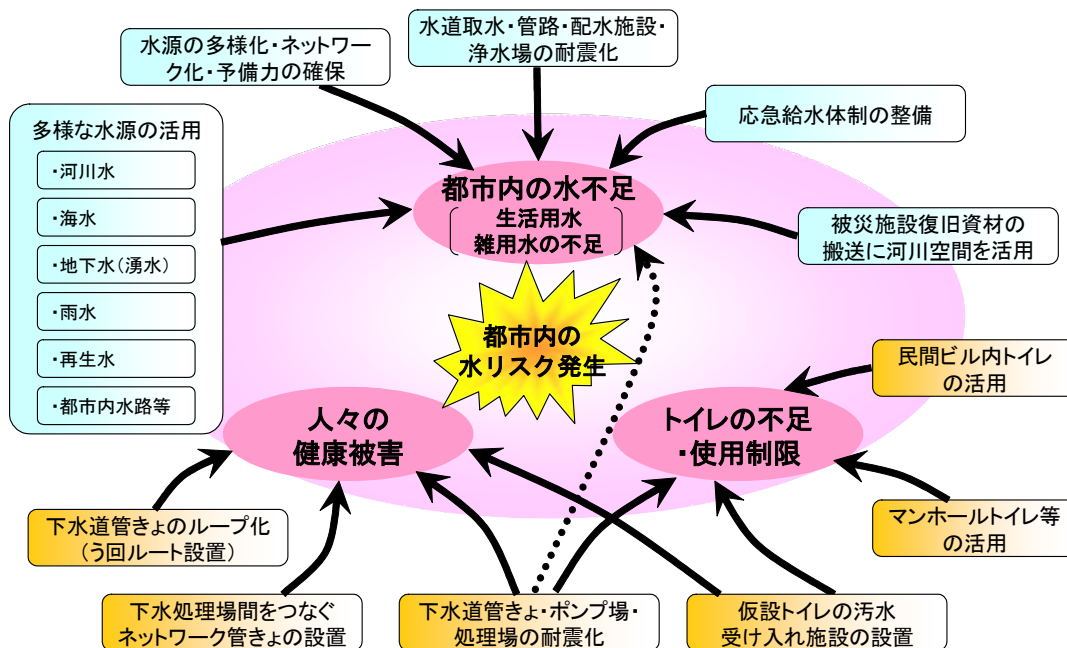 水源の多様化・ネットワー
ク化・予備力の確保
水道取水・管路・配水施設・
浄水場の耐震化
応急給水体制の整備
多様な水源の活用
・河川水
・海水
・地下水(湧水)
・雨水
・再生水
・都市内水路等
都市内の水不足
生活用水
雑用水の不足
被災施設復旧資材の
搬送に河川空間を活用
都市内の
水リスク発生
民間ビル内トイレ
の活用
人々の
健康被害
トイレの不足
・使用制限
下水道管きょのループ化
(う回ルート設置)
マンホールトイレ等
の活用
下水処理場間をつなぐ
ネットワーク管きょの設置
下水道管きょ・ポンプ場・
処理場の耐震化
仮設トイレの汚水
受け入れ施設の設置